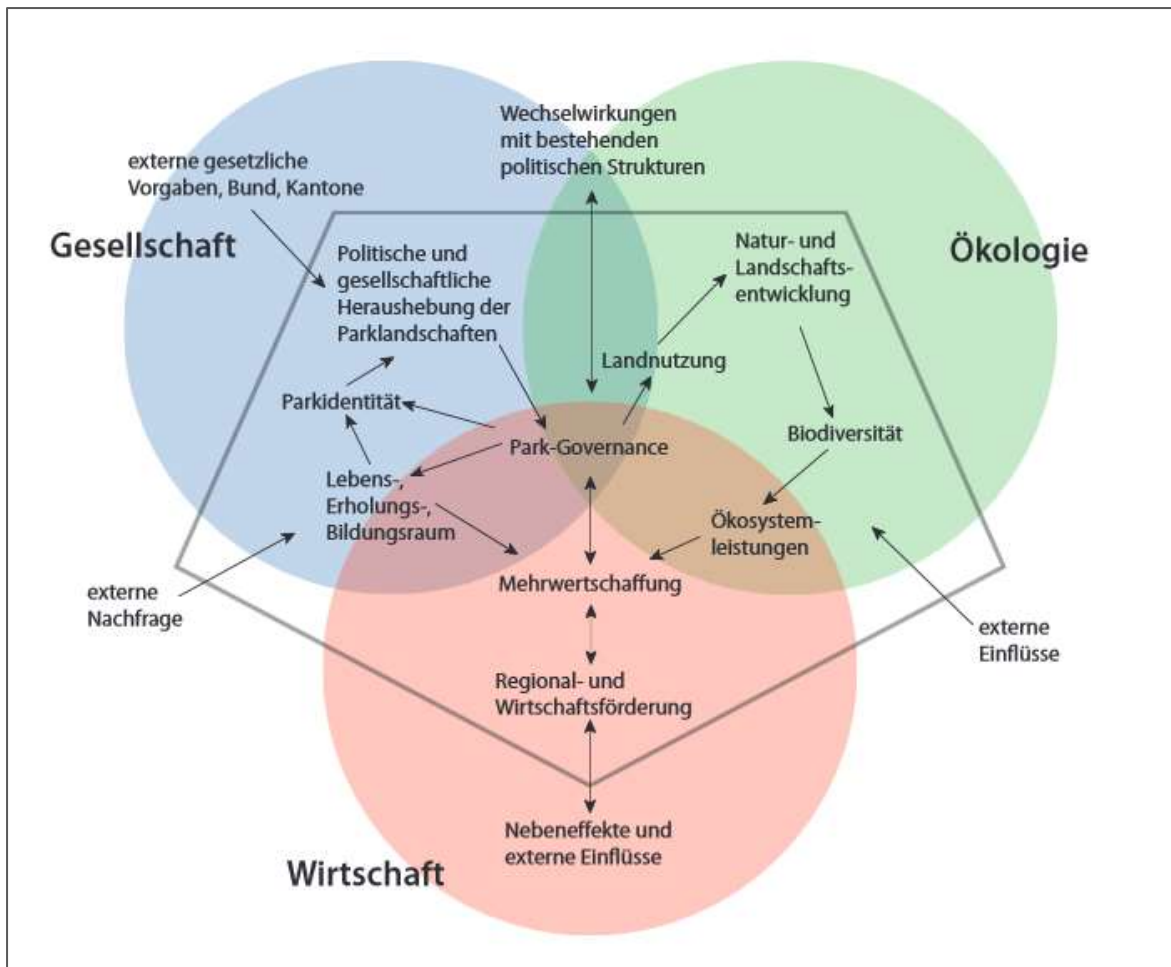 Wechselwirkungen
mit bestehenden
politischen Strukturen
externe gesetzliche
Vorgaben, Bund, Kantone
Gesellschaft
Ökologie
Politische und
gesellschaftliche
Heraushebung der
Parklandschaften
Natur- und
Landschafts-
entwicklung
Landnutzung
Parkidentität
Park-Governance
Biodiversität
Lebens-,
Erholungs-,
Bildungsraum
Ökosystem-
leistungen
Mehrwertschaffung
externe
Nachfrage
externe
Einflüsse
Regional- und
Wirtschaftsförderung
Nebeneffekte und
externe Einflüsse
Wirtschaft